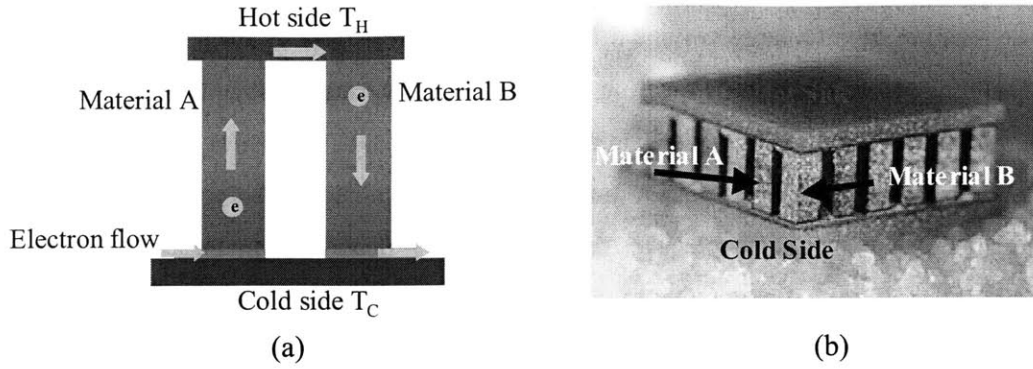 Hot side T_H
Material A
Material B
e
e
Electron flow
Cold side T_C
(a)
Material A
Material B
Cold Side
(b)